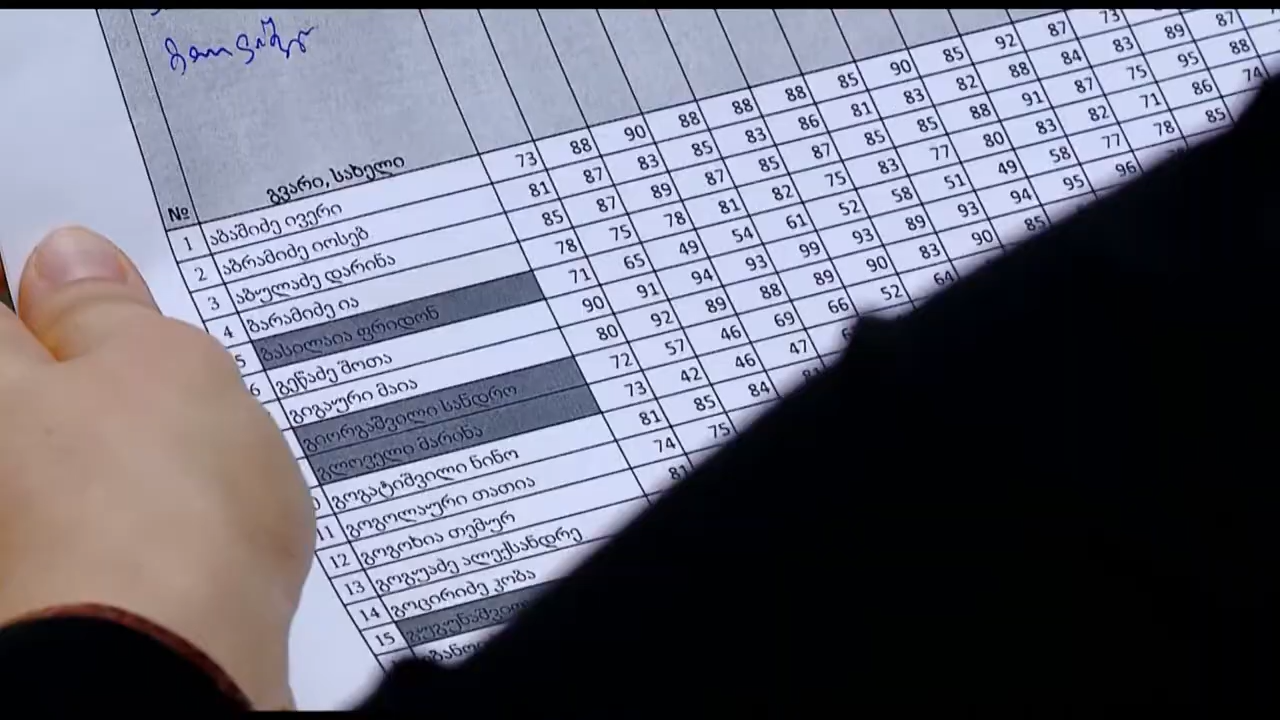 № გვარი, სახელი
1 აბაშიძე ივერი 73 88 90 88 88 88 85 90 85 92 87 73
2 აბრამიძე იოსებ 81 87 83 85 83 86 81 83 82 88 84 83 89 87
3 აბულაძე დარინა 85 87 89 87 85 87 85 85 88 91 87 75 95 88
4 ბარამიძე ია 78 75 78 81 82 75 83 77 80 83 82 71 86 74
5 ბასილაია ფრიდონ 71 65 49 54 61 52 58 51 49 58 77 78 85
6 გეწაძე შოთა 90 91 94 93 99 93 89 93 94 95 96
გიგაური მაია 80 92 89 88 89 90 83 90 85
გიორგაშვილი სანდრო 72 57 46 69 66 52 64
გლოველი მარინა 73 42 46 47
გოგატიშვილი ნინო 81 85 84
11 გოგოლაური თათია 74 75
12 გოგოხია თემურ 81
13 გოგუაძე ალექსანდრე
14 გოცირიძე კობა
15